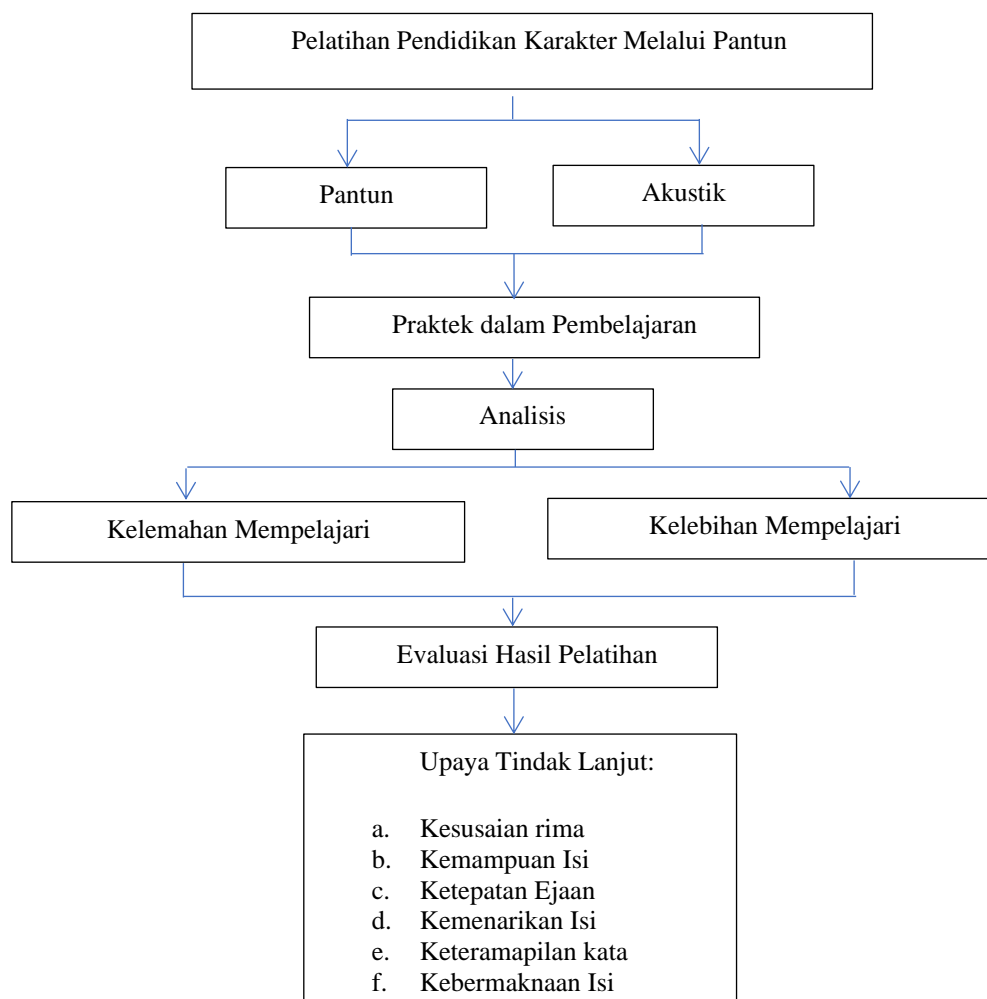 Pelatihan Pendidikan Karakter Melalui Pantun
Pantun
Akustik
Praktek dalam Pembelajaran
Analisis
Kelemahan Mempelajari
Kelebihan Mempelajari
Evaluasi Hasil Pelatihan
Upaya Tindak Lanjut:
a. Kesusaian rima
b. Kemampuan Isi
c. Ketepatan Ejaan
d. Kemenarikan Isi
e. Keteramapilan kata
f. Kebermaknaan Isi